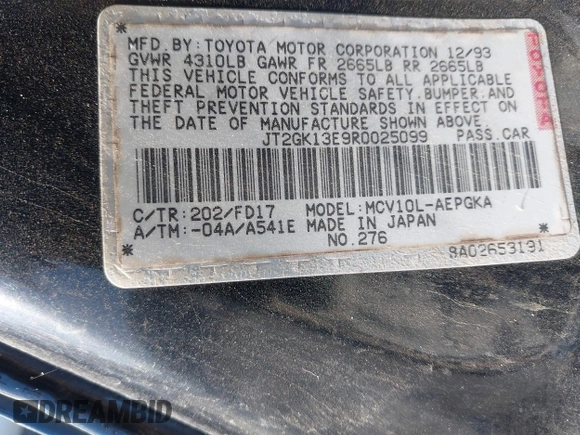 MFD.BY:TOYOTA MOTOR CORPORATION 12/93
GVWR 4310LB GAWR FR 2665LB RR 2665LB
THIS VEHICLE CONFORMS TO ALL APPLICABLE
FEDERAL MOTOR VEHICLE SAFETY,BUMPER,AND
THEFT PREVENTION STANDARDS IN EFFECT ON
THE DATE OF MANUFACTURE SHOWN ABOVE.
JT2GK13E9R0025099 PASS.CAR
TOYOTA
C/TR:202/FD17 MODEL:MCV10L-AEPGKA
A/TM:-04A/A541E MADE IN JAPAN
NO.276
9A02653191
DREAMBID